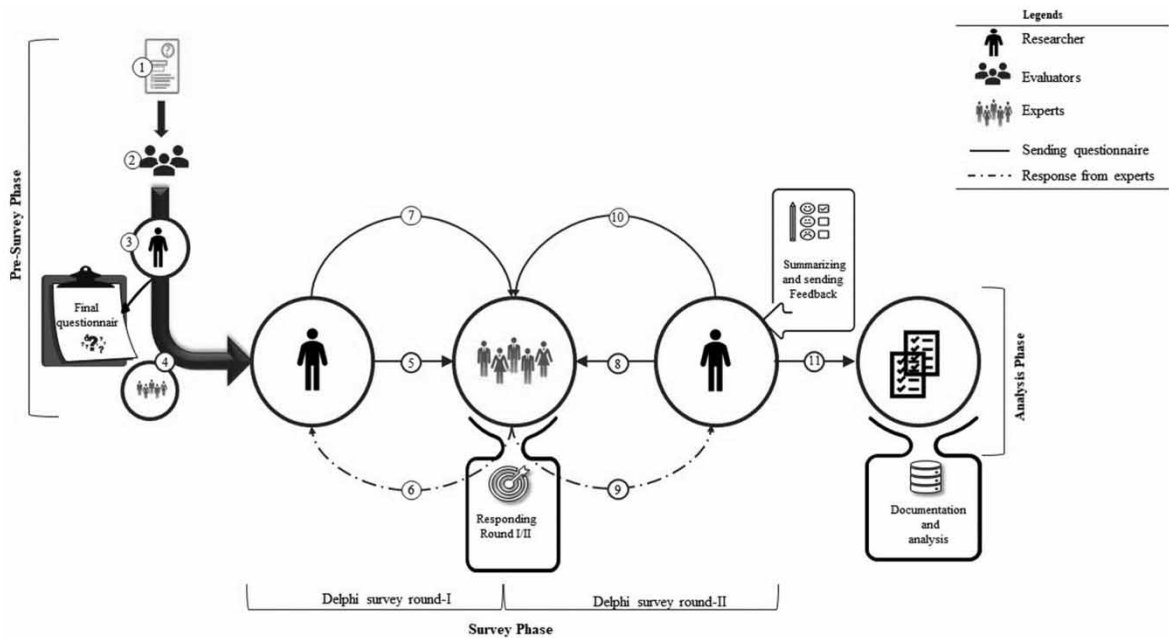 Legends
Researcher
Evaluators
Experts
Sending questionnaire
Response from experts
Pre-Survey Phase
1
2
3
Final
questionnair
4
5
6
7
8
9
10
11
Summarizing
and sending
Feedback
Responding
Round I/II
Analysis Phase
Documentation
and
analysis
Delphi survey round-I
Delphi survey round-II
Survey Phase